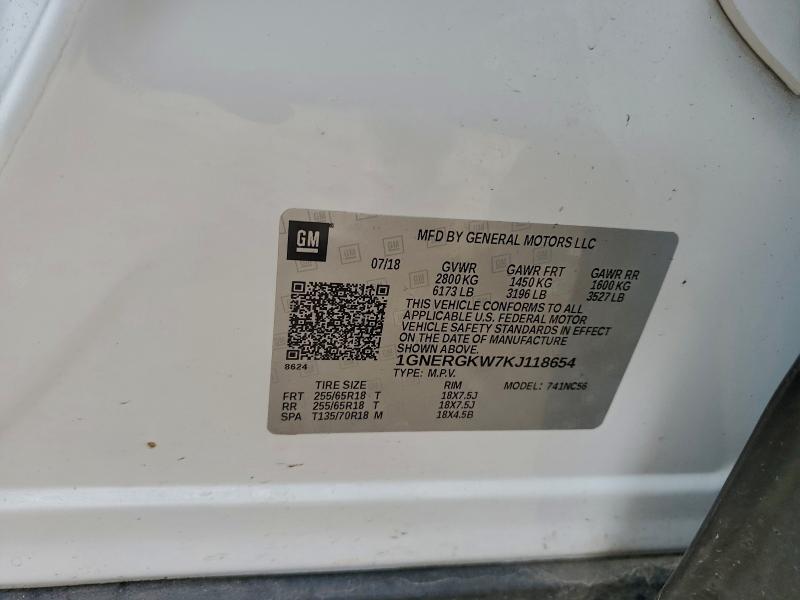 GM
MFD BY GENERAL MOTORS LLC
07/18 GVWR GAWR FRT GAWR RR
2800 KG 1450 KG 1600 KG
6173 LB 3196 LB 3527 LB
THIS VEHICLE CONFORMS TO ALL
APPLICABLE U.S. FEDERAL MOTOR
VEHICLE SAFETY STANDARDS IN EFFECT
ON THE DATE OF MANUFACTURE
SHOWN ABOVE.
8624
1GNERGKW7KJ118654
TYPE: M.P.V. MODEL: 741NC56
TIRE SIZE RIM
FRT 255/65R18 T 18X7.5J
RR 255/65R18 T 18X7.5J
SPA T135/70R18 M 18X4.5B